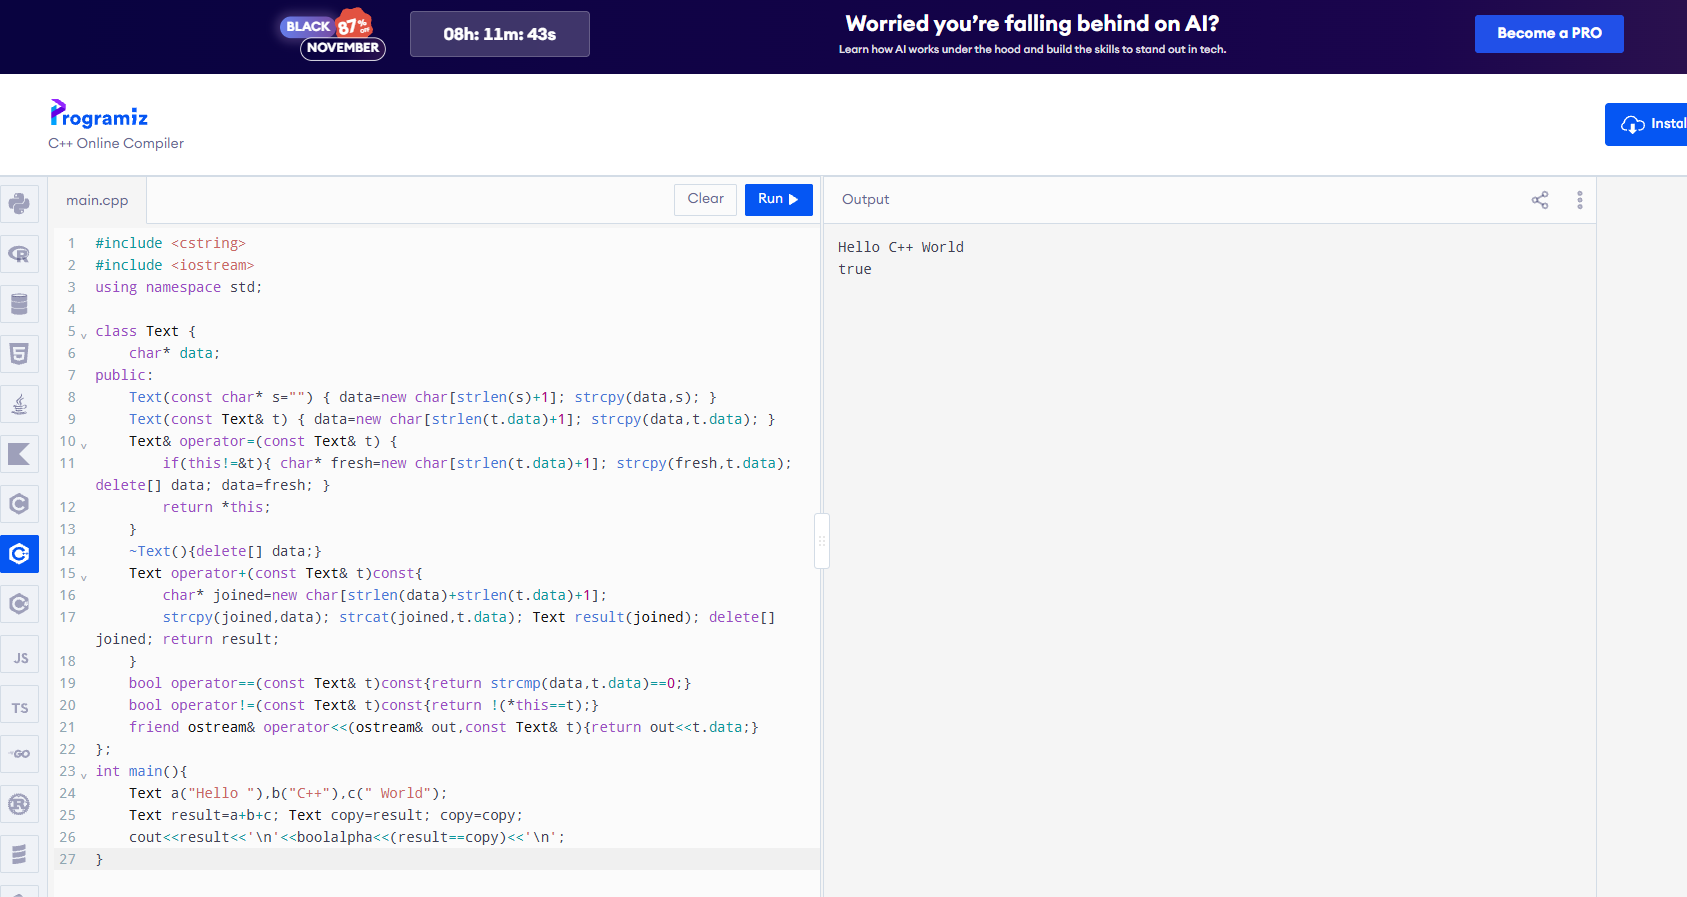 BLACK 87% OFF
NOVEMBER
08h: 11m: 43s
Worried you're falling behind on AI?
Learn how AI works under the hood and build the skills to stand out in tech.
Become a PRO
Programiz
C++ Online Compiler
Instal
main.cpp
Clear
Run
Output
1 #include <cstring>
2 #include <iostream>
3 using namespace std;
4
5 class Text {
6     char* data;
7 public:
8     Text(const char* s="") { data=new char[strlen(s)+1]; strcpy(data,s); }
9     Text(const Text& t) { data=new char[strlen(t.data)+1]; strcpy(data,t.data); }
10     Text& operator=(const Text& t) {
11         if(this!=&t){ char* fresh=new char[strlen(t.data)+1]; strcpy(fresh,t.data);
delete[] data; data=fresh; }
12         return *this;
13     }
14     ~Text(){delete[] data;}
15     Text operator+(const Text& t)const{
16         char* joined=new char[strlen(data)+strlen(t.data)+1];
17         strcpy(joined,data); strcat(joined,t.data); Text result(joined); delete[]
joined; return result;
18     }
19     bool operator==(const Text& t)const{return strcmp(data,t.data)==0;}
20     bool operator!=(const Text& t)const{return !(*this==t);}
21     friend ostream& operator<<(ostream& out,const Text& t){return out<<t.data;}
22 };
23 int main(){
24     Text a("Hello "),b("C++"),c(" World");
25     Text result=a+b+c; Text copy=result; copy=copy;
26     cout<<result<<'\n'<<boolalpha<<(result==copy)<<'\n';
27 }
Hello C++ World
true
JS
TS
GO